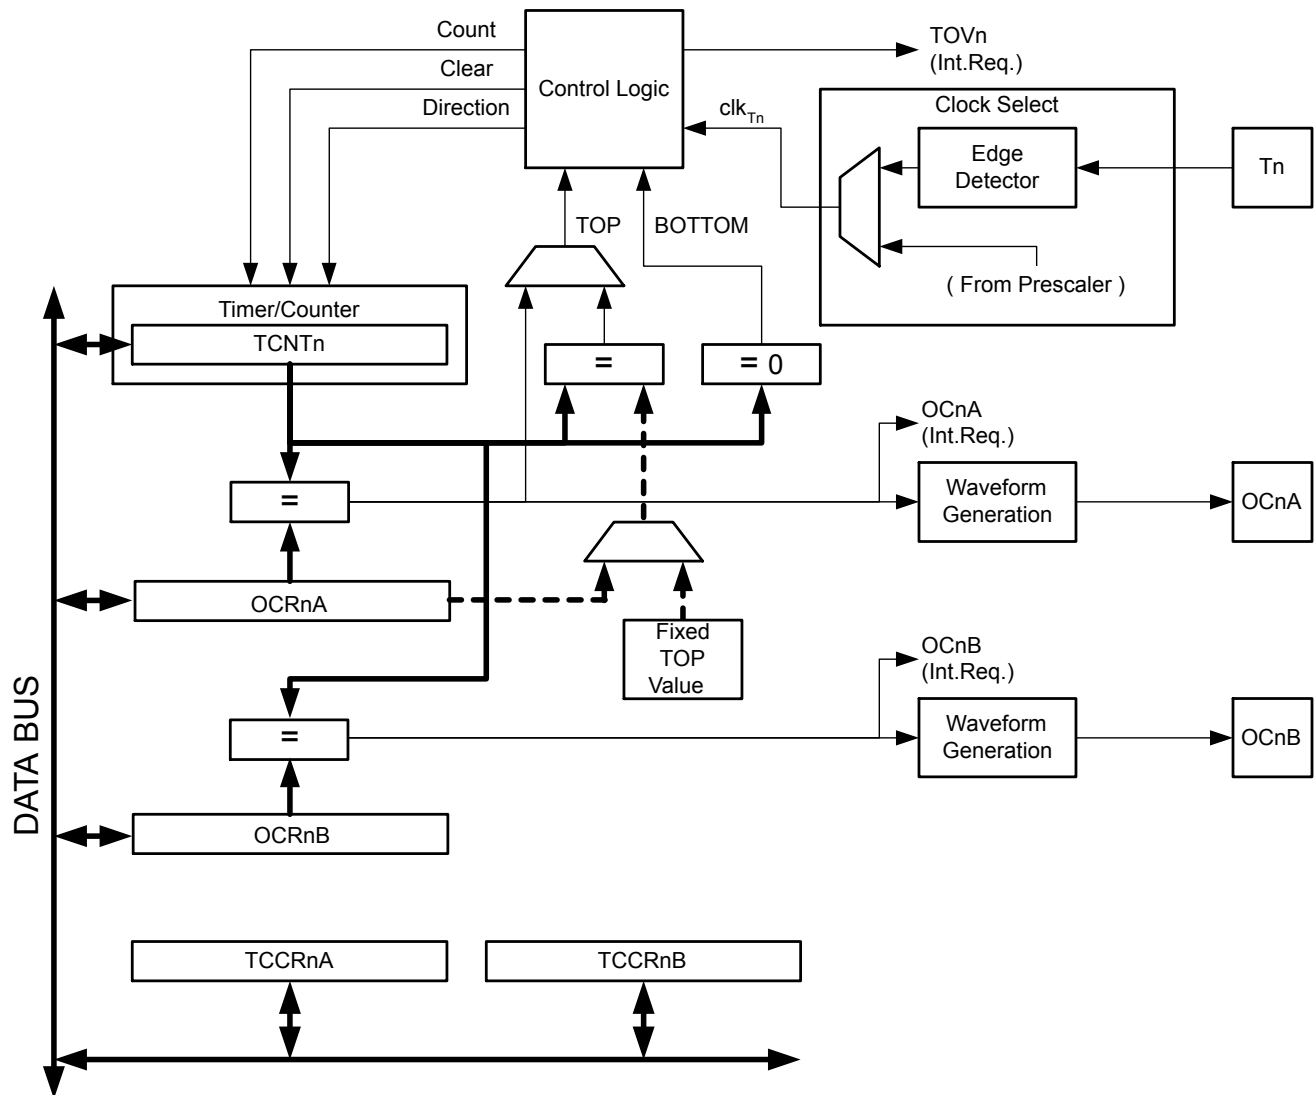 Count
Clear
Direction
Control Logic
TOVn
(Int.Req.)
clkTn
Clock Select
Edge
Detector
Tn
TOP
BOTTOM
( From Prescaler )
Timer/Counter
TCNTn
=
= 0
OCnA
(Int.Req.)
=
Waveform
Generation
OCnA
OCRnA
Fixed
TOP
Value
OCnB
(Int.Req.)
=
Waveform
Generation
OCnB
OCRnB
DATA BUS
TCCRnA
TCCRnB